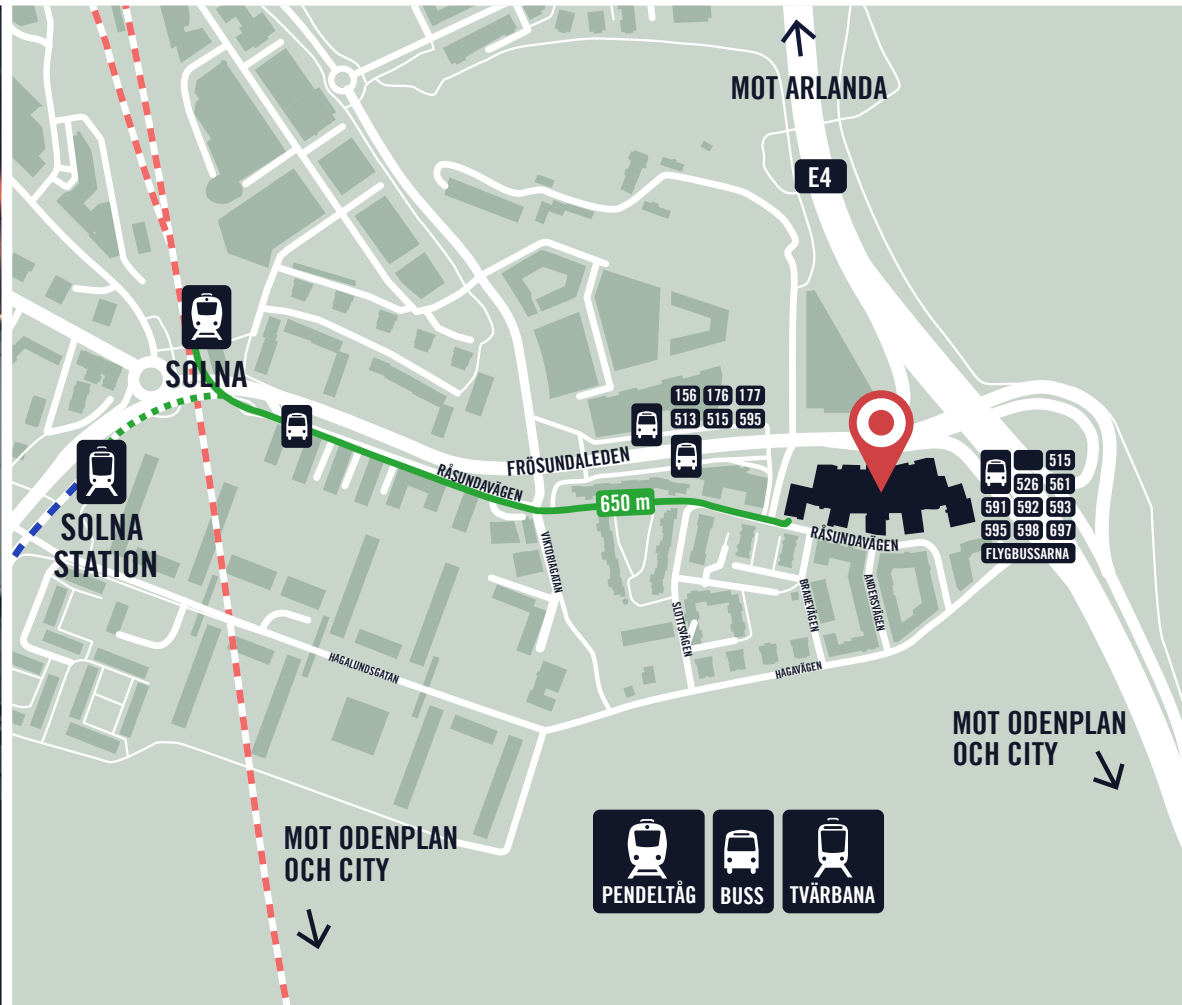 MOT ARLANDA
E4
SOLNA
156 176 177
513 515 595
FRÖSUNDALEDEN
RÅSUNDAVÄGEN
650 m
515
526 561
591 592 593
595 598 697
FLYGBUSSARNA
RÅSUNDAVÄGEN
SOLNA
STATION
VIKTORIAGATAN
SLOTTSVÄGEN
BRAHEVÄGEN
ANDERSVÄGEN
HAGALUNDSGATAN
HAGAVÄGEN
MOT ODENPLAN
OCH CITY
MOT ODENPLAN
OCH CITY
PENDELTÅG
BUSS
TVÄRBANA